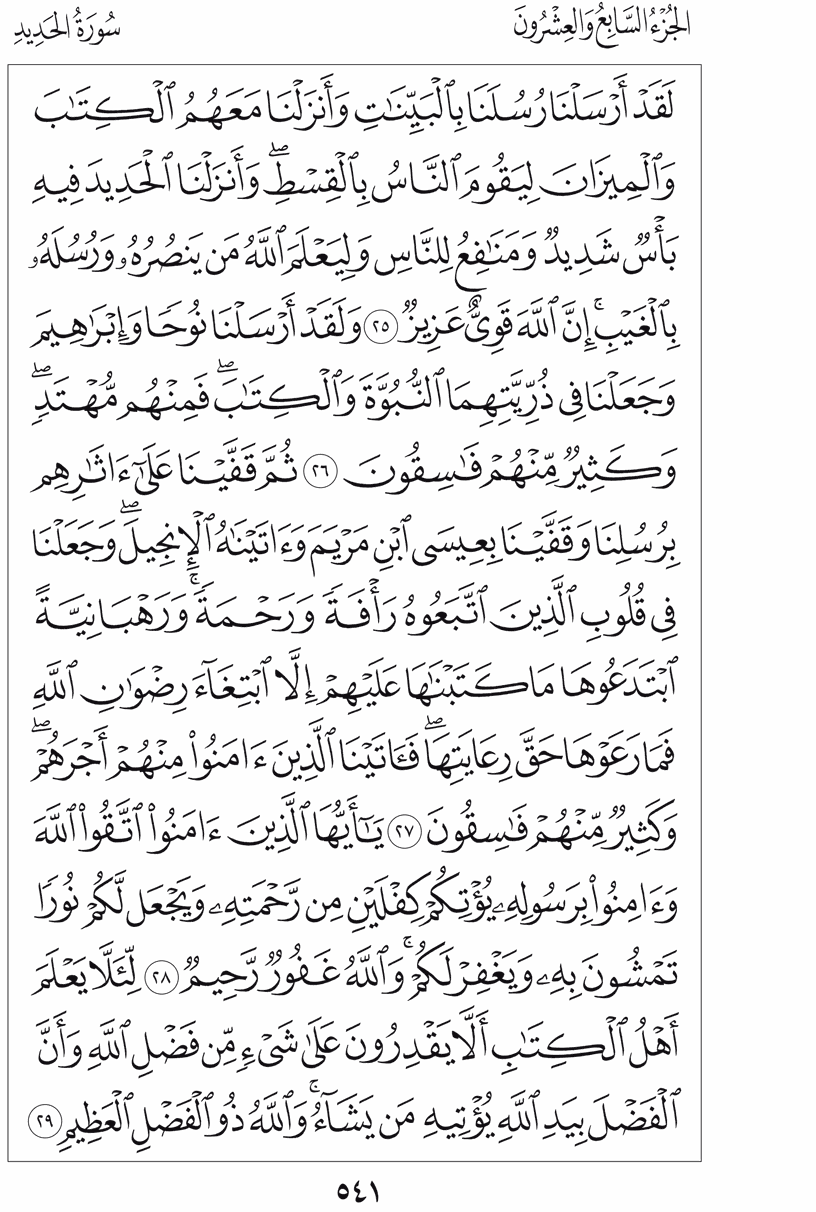 الجُزْءُ السَّابِعُ وَالعِشْرُونَ
سُورَةُ الحَدِيدِ
لَقَدۡ أَرۡسَلۡنَا رُسُلَنَا بِٱلۡبَيِّنَٰتِ وَأَنزَلۡنَا مَعَهُمُ ٱلۡكِتَٰبَ
وَٱلۡمِيزَانَ لِيَقُومَ ٱلنَّاسُ بِٱلۡقِسۡطِۖ وَأَنزَلۡنَا ٱلۡحَدِيدَ فِيهِ
بَأۡسٞ شَدِيدٞ وَمَنَٰفِعُ لِلنَّاسِ وَلِيَعۡلَمَ ٱللَّهُ مَن يَنصُرُهُۥ وَرُسُلَهُۥ
بِٱلۡغَيۡبِۚ إِنَّ ٱللَّهَ قَوِيٌّ عَزِيزٞ ٢٥ وَلَقَدۡ أَرۡسَلۡنَا نُوحٗا وَإِبۡرَٰهِيمَ
وَجَعَلۡنَا فِي ذُرِّيَّتِهِمَا ٱلنُّبُوَّةَ وَٱلۡكِتَٰبَۖ فَمِنۡهُم مُّهۡتَدٖۖ
وَكَثِيرٞ مِّنۡهُمۡ فَٰسِقُونَ ٢٦ ثُمَّ قَفَّيۡنَا عَلَىٰٓ ءَاثَٰرِهِم
بِرُسُلِنَا وَقَفَّيۡنَا بِعِيسَى ٱبۡنِ مَرۡيَمَ وَءَاتَيۡنَٰهُ ٱلۡإِنجِيلَۖ وَجَعَلۡنَا
فِي قُلُوبِ ٱلَّذِينَ ٱتَّبَعُوهُ رَأۡفَةٗ وَرَحۡمَةٗۚ وَرَهۡبَانِيَّةً
ٱبۡتَدَعُوهَا مَا كَتَبۡنَٰهَا عَلَيۡهِمۡ إِلَّا ٱبۡتِغَآءَ رِضۡوَٰنِ ٱللَّهِ
فَمَا رَعَوۡهَا حَقَّ رِعَايَتِهَاۖ فَـَٔاتَيۡنَا ٱلَّذِينَ ءَامَنُواْ مِنۡهُمۡ أَجۡرَهُمۡۖ
وَكَثِيرٞ مِّنۡهُمۡ فَٰسِقُونَ ٢٧ يَٰٓأَيُّهَا ٱلَّذِينَ ءَامَنُواْ ٱتَّقُواْ ٱللَّهَ
وَءَامِنُواْ بِرَسُولِهِۦ يُؤۡتِكُمۡ كِفۡلَيۡنِ مِن رَّحۡمَتِهِۦ وَيَجۡعَل لَّكُمۡ نُورٗا
تَمۡشُونَ بِهِۦ وَيَغۡفِرۡ لَكُمۡۚ وَٱللَّهُ غَفُورٞ رَّحِيمٞ ٢٨ لِّئَلَّا يَعۡلَمَ
أَهۡلُ ٱلۡكِتَٰبِ أَلَّا يَقۡدِرُونَ عَلَىٰ شَيۡءٖ مِّن فَضۡلِ ٱللَّهِ وَأَنَّ
ٱلۡفَضۡلَ بِيَدِ ٱللَّهِ يُؤۡتِيهِ مَن يَشَآءُۚ وَٱللَّهُ ذُو ٱلۡفَضۡلِ ٱلۡعَظِيمِ ٢٩
٥٤١